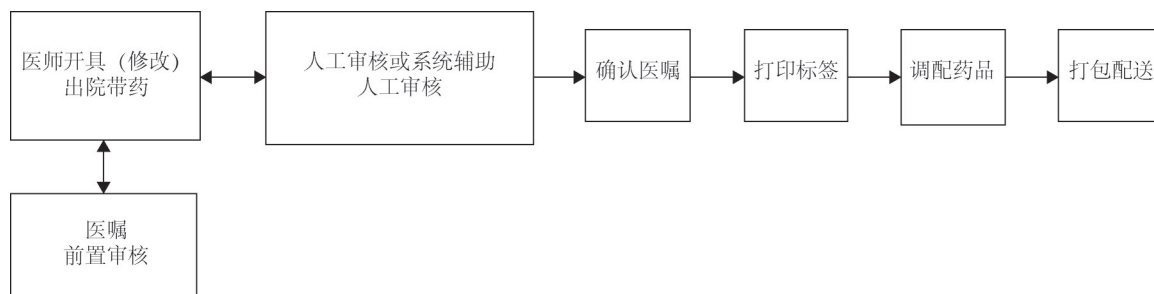 医师开具（修改）
出院带药
人工审核或系统辅助
人工审核
确认医嘱
打印标签
调配药品
打包配送
医嘱
前置审核